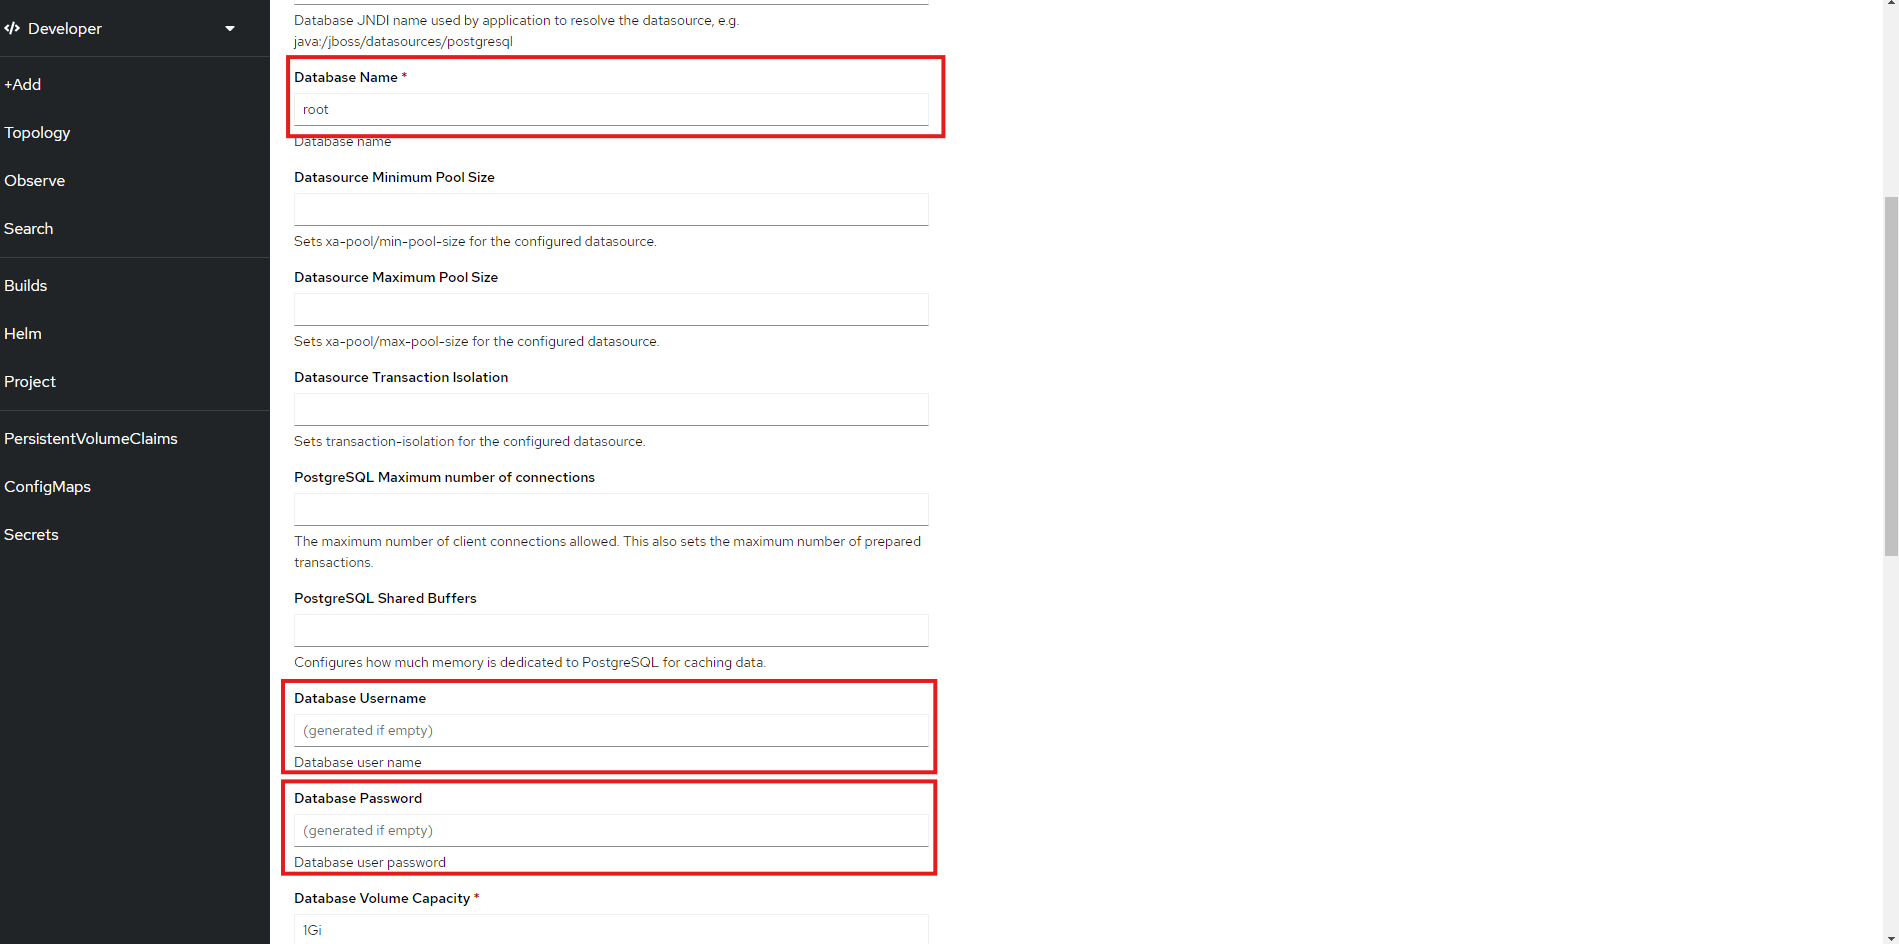 Developer
+Add
Topology
Observe
Search
Builds
Helm
Project
PersistentVolumeClaims
ConfigMaps
Secrets
Database JNDI name used by application to resolve the datasource, e.g.
java:/jboss/datasources/postgresql
Database Name *
root
Database name
Datasource Minimum Pool Size
Sets xa-pool/min-pool-size for the configured datasource.
Datasource Maximum Pool Size
Sets xa-pool/max-pool-size for the configured datasource.
Datasource Transaction Isolation
Sets transaction-isolation for the configured datasource.
PostgreSQL Maximum number of connections
The maximum number of client connections allowed. This also sets the maximum number of prepared
transactions.
PostgreSQL Shared Buffers
Configures how much memory is dedicated to PostgreSQL for caching data.
Database Username
(generated if empty)
Database user name
Database Password
(generated if empty)
Database user password
Database Volume Capacity *
1Gi